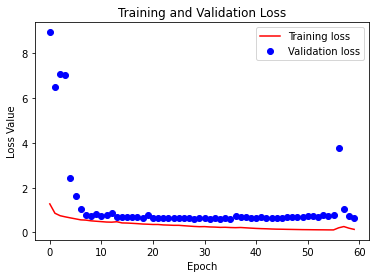 Training and Validation Loss
Training loss
Validation loss
Loss Value
8
6
4
2
0
0 10 20 30 40 50 60
Epoch